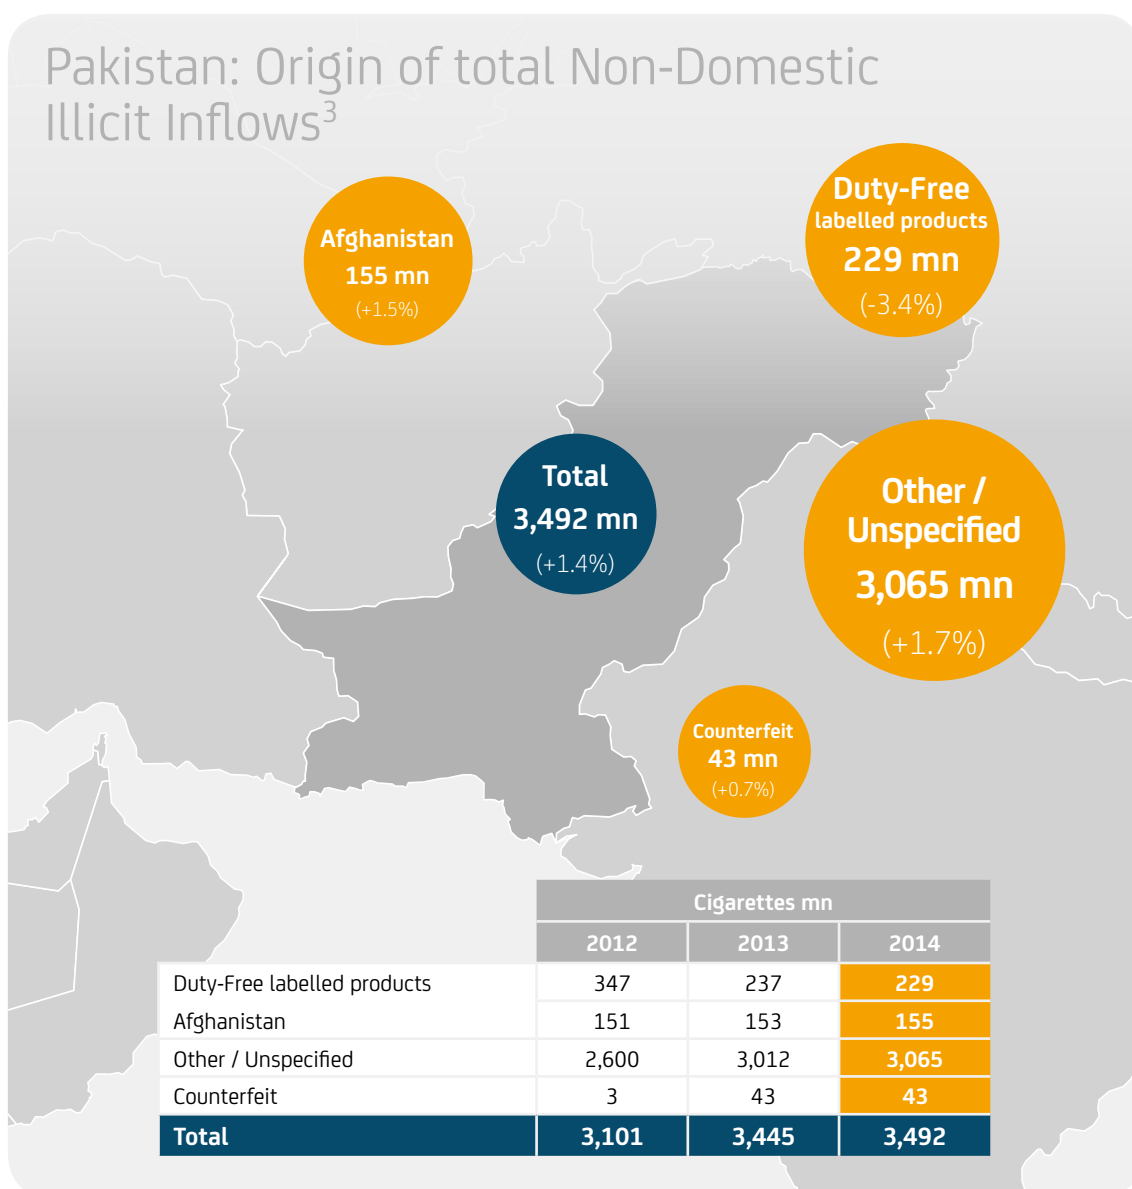 Pakistan: Origin of total Non-Domestic
Illicit Inflows3
Afghanistan
155 mn
(+1.5%)
Duty-Free
labelled products
229 mn
(-3.4%)
Total
3,492 mn
(+1.4%)
Other /
Unspecified
3,065 mn
(+1.7%)
Counterfeit
43 mn
(+0.7%)
Cigarettes mn
2012 2013 2014
Duty-Free labelled products 347 237 229
Afghanistan 151 153 155
Other / Unspecified 2,600 3,012 3,065
Counterfeit 3 43 43
Total 3,101 3,445 3,492